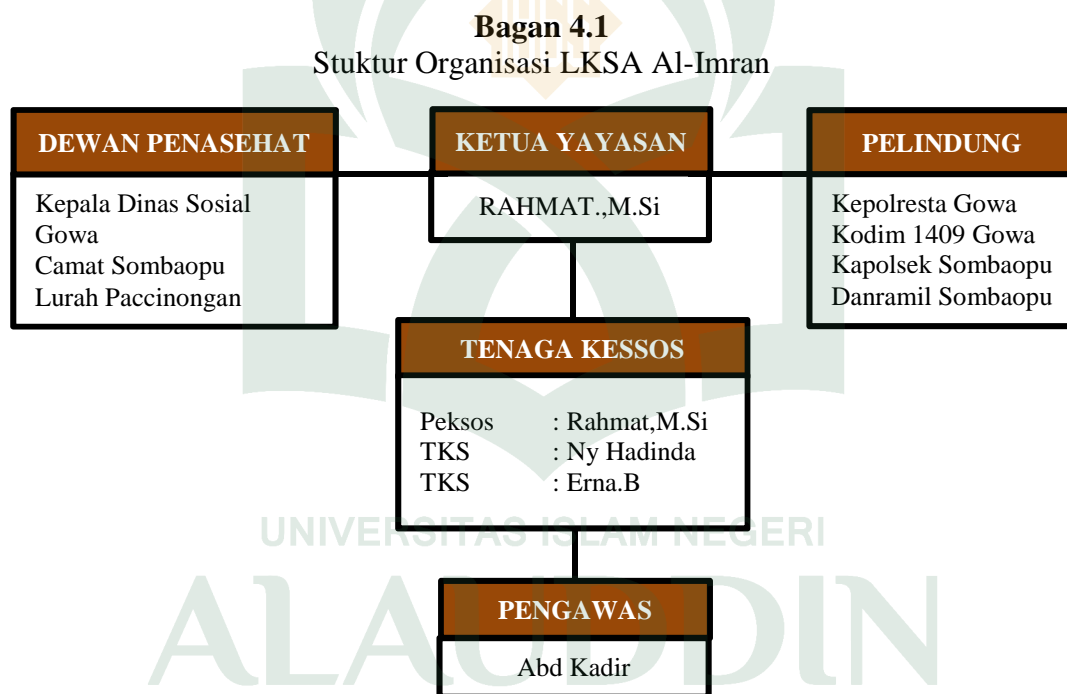 Bagan 4.1
Stuktur Organisasi LKSA Al-Imran
DEWAN PENASEHAT
Kepala Dinas Sosial
Gowa
Camat Sombaopu
Lurah Paccinongan
KETUA YAYASAN
RAHMAT.,M.Si
PELINDUNG
Kepolresta Gowa
Kodim 1409 Gowa
Kapolsek Sombaopu
Danramil Sombaopu
TENAGA KESSOS
Peksos : Rahmat,M.Si
TKS : Ny Hadinda
TKS : Erna.B
UNIVERSITAS ISLAM NEGERI
ALAUDDIN
PENGAWAS
Abd Kadir